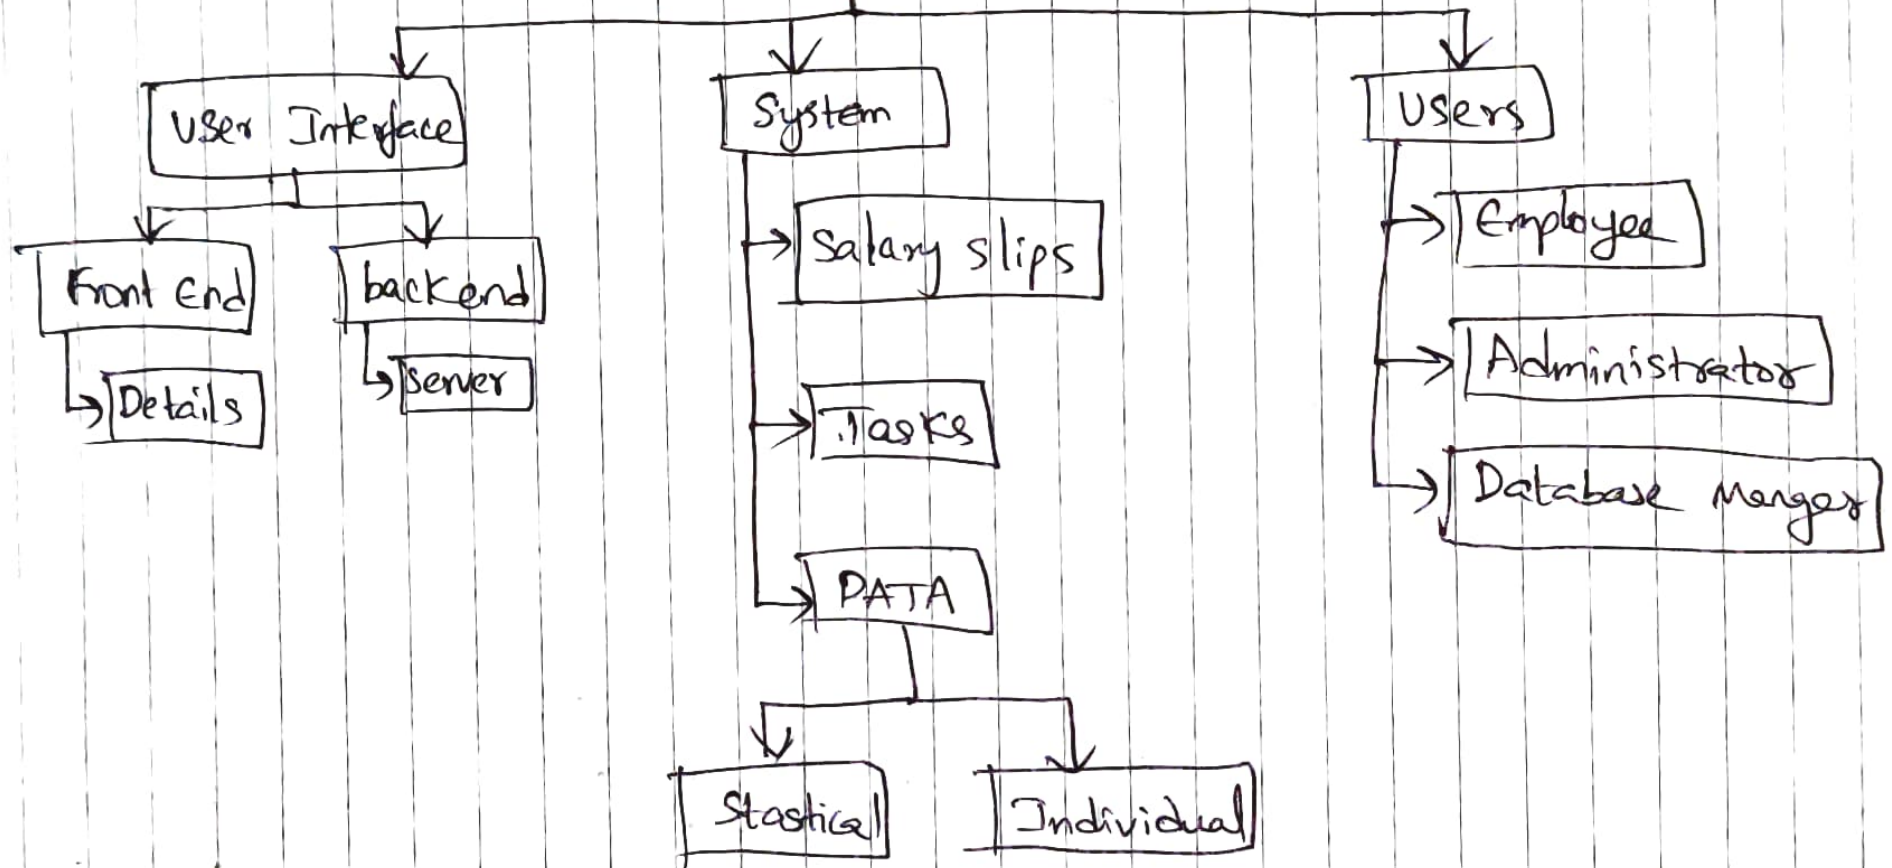 User Interface
System
Users
Front End
backend
Details
server
Salary slips
Tasks
DATA
Stastical
Individual
Employee
Administrator
Database Manger